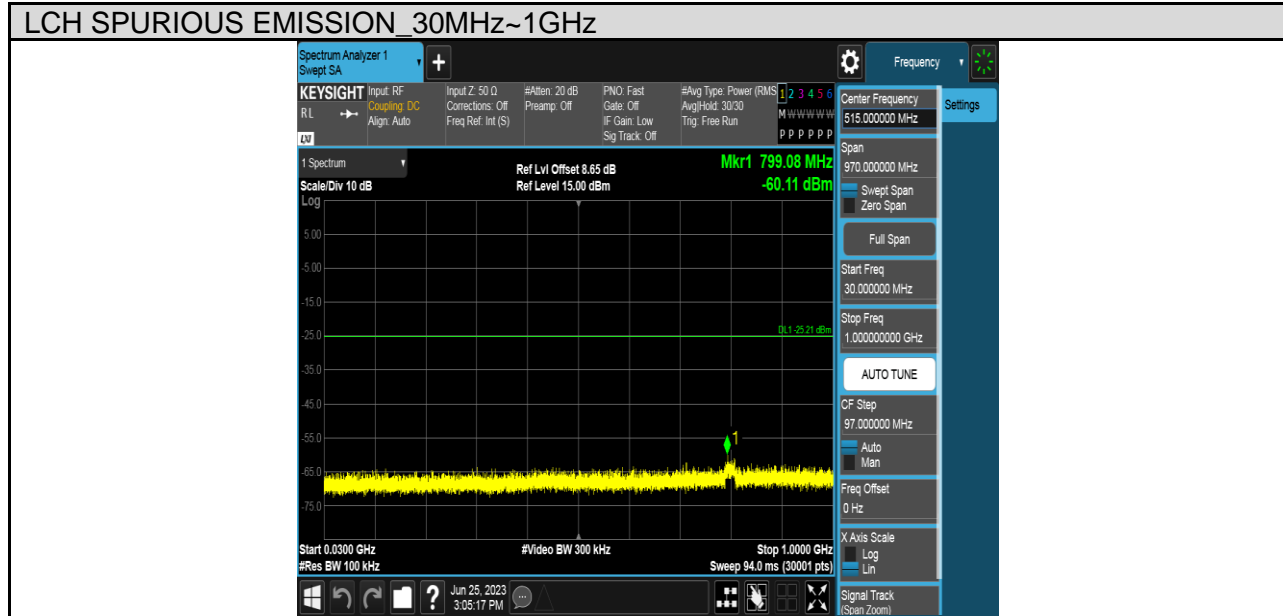 LCH SPURIOUS EMISSION_30MHz~1GHz
Spectrum Analyzer 1
Swept SA
+
Frequency
KEYSIGHT
RL
LXI
Input: RF
Coupling: DC
Align: Auto
Input Z: 50 Ω
Corrections: Off
Freq Ref: Int (S)
#Atten: 20 dB
Preamp: Off
PNO: Fast
Gate: Off
IF Gain: Low
Sig Track: Off
#Avg Type: Power (RMS
Avg|Hold: 30/30
Trig: Free Run
1 2 3 4 5 6
M W W W W W
P P P P P P
1 Spectrum
Scale/Div 10 dB
Log
Ref Lvl Offset 8.65 dB
Ref Level 15.00 dBm
Mkr1 799.08 MHz
-60.11 dBm
5.00
-5.00
-15.0
-25.0
DL1 -25.21 dBm
-35.0
-45.0
-55.0
1
-65.0
-75.0
Start 0.0300 GHz
#Res BW 100 kHz
#Video BW 300 kHz
Stop 1.0000 GHz
Sweep 94.0 ms (30001 pts)
?
Jun 25, 2023
3:05:17 PM
Center Frequency
515.000000 MHz
Settings
Span
970.000000 MHz
Swept Span
Zero Span
Full Span
Start Freq
30.000000 MHz
Stop Freq
1.000000000 GHz
AUTO TUNE
CF Step
97.000000 MHz
Auto
Man
Freq Offset
0 Hz
X Axis Scale
Log
Lin
Signal Track
(Span Zoom)